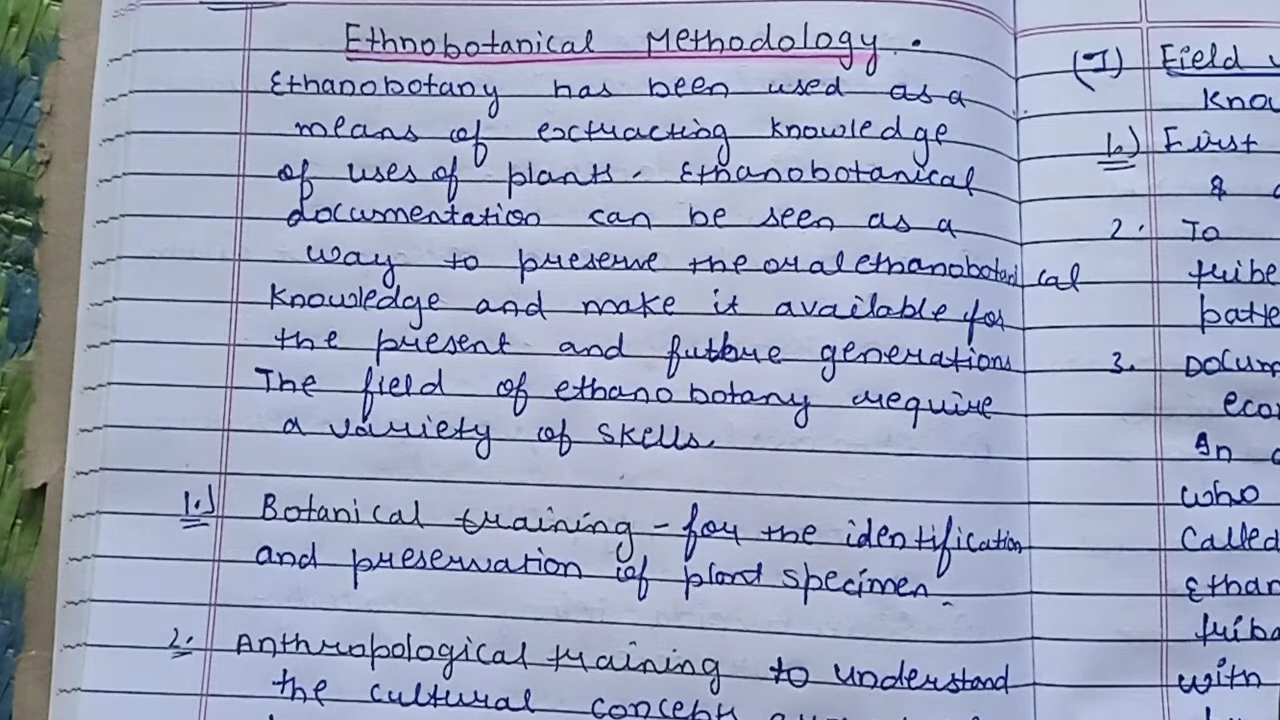 Ethnobotanical Methodology.
Ethanobotany has been used as a
means of extracting knowledge
of uses of plants. Ethanobotanical
documentation can be seen as a
way to preserve the oral ethanobotanical
Knowledge and make it available for
the present and future generations
The field of ethanobotany require
a variety of skells.
1.) Botanical training - for the identification
and preservation of plant specimen.
2. Anthropological training to understand
the cultural concept
(I) Field
Know
1.) First
&
2. To
tribe
patte
3. Docum
eco
In
who
called
Ethan
triba
with